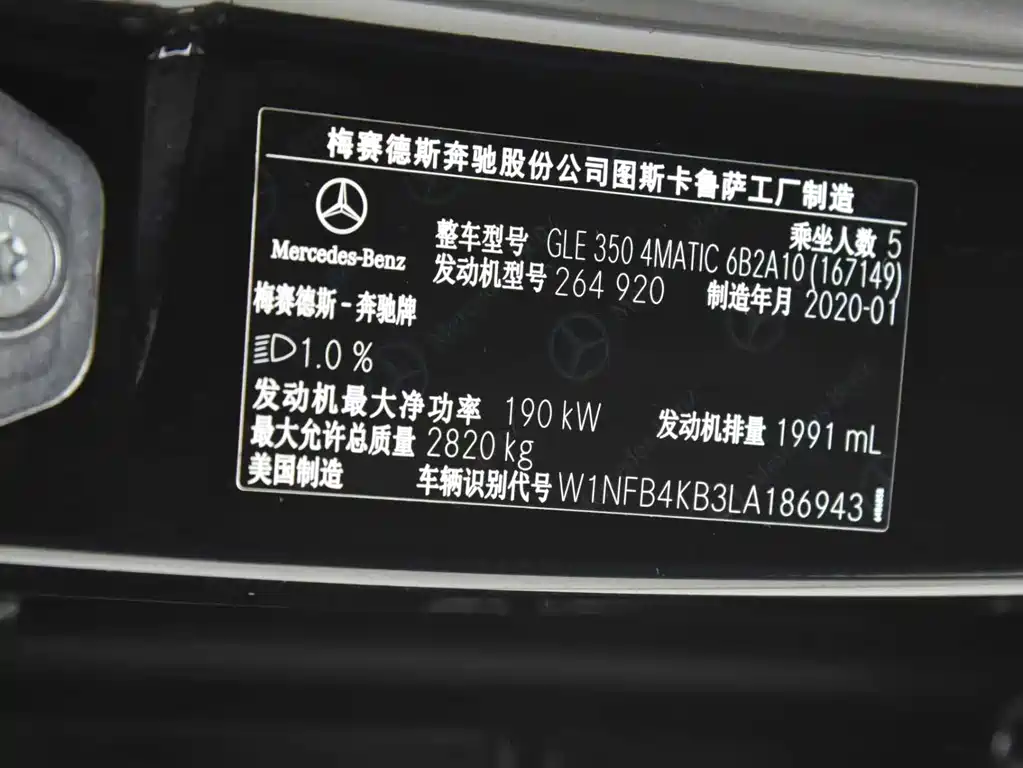 梅赛德斯奔驰股份公司图斯卡鲁萨工厂制造
Mercedes-Benz
乘坐人数 5
整车型号 GLE 350 4MATIC 6B2A10 (167149)
发动机型号 264 920 制造年月 2020-01
梅赛德斯-奔驰牌
1.0 %
发动机最大净功率 190 kW 发动机排量 1991 mL
最大允许总质量 2820 kg
美国制造 车辆识别代号 W1NFB4KB3LA186943